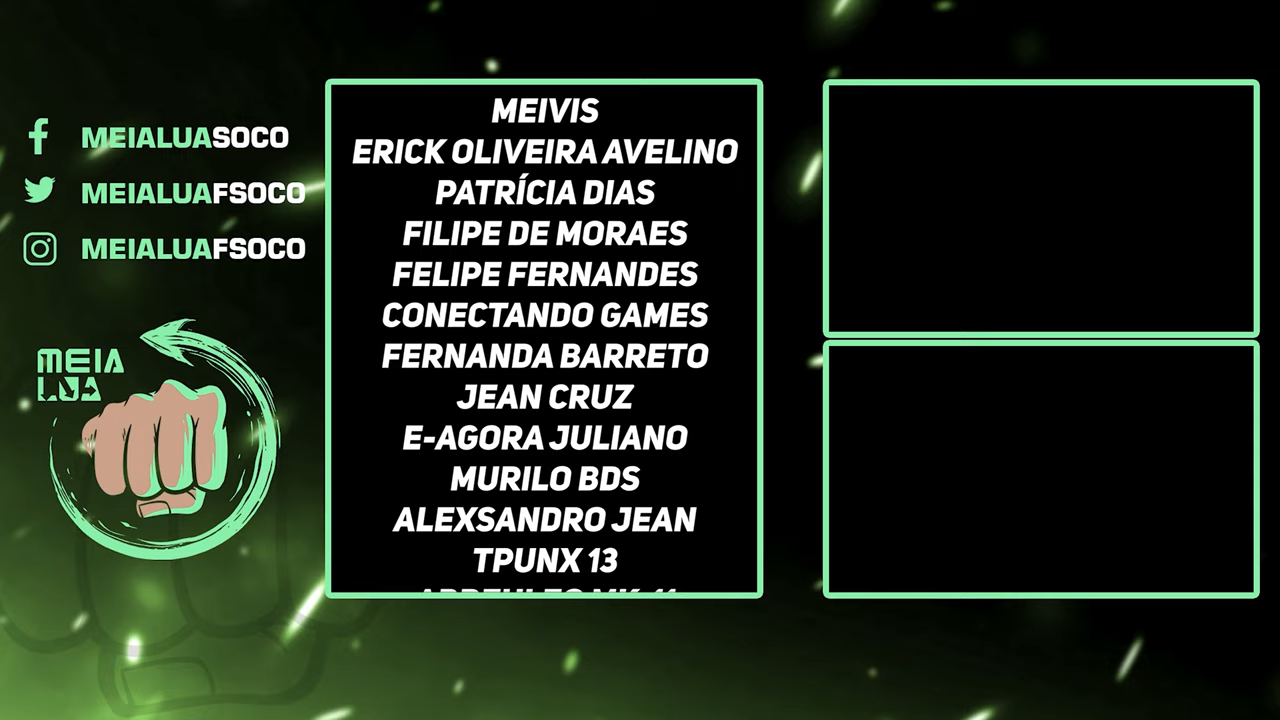 MEIALUASOCO
MEIALUAFSOCO
MEIALUAFSOCO
MEIA
LUA
MEIVIS
ERICK OLIVEIRA AVELINO
PATRÍCIA DIAS
FILIPE DE MORAES
FELIPE FERNANDES
CONECTANDO GAMES
FERNANDA BARRETO
JEAN CRUZ
E-AGORA JULIANO
MURILO BDS
ALEXSANDRO JEAN
TPUNX 13